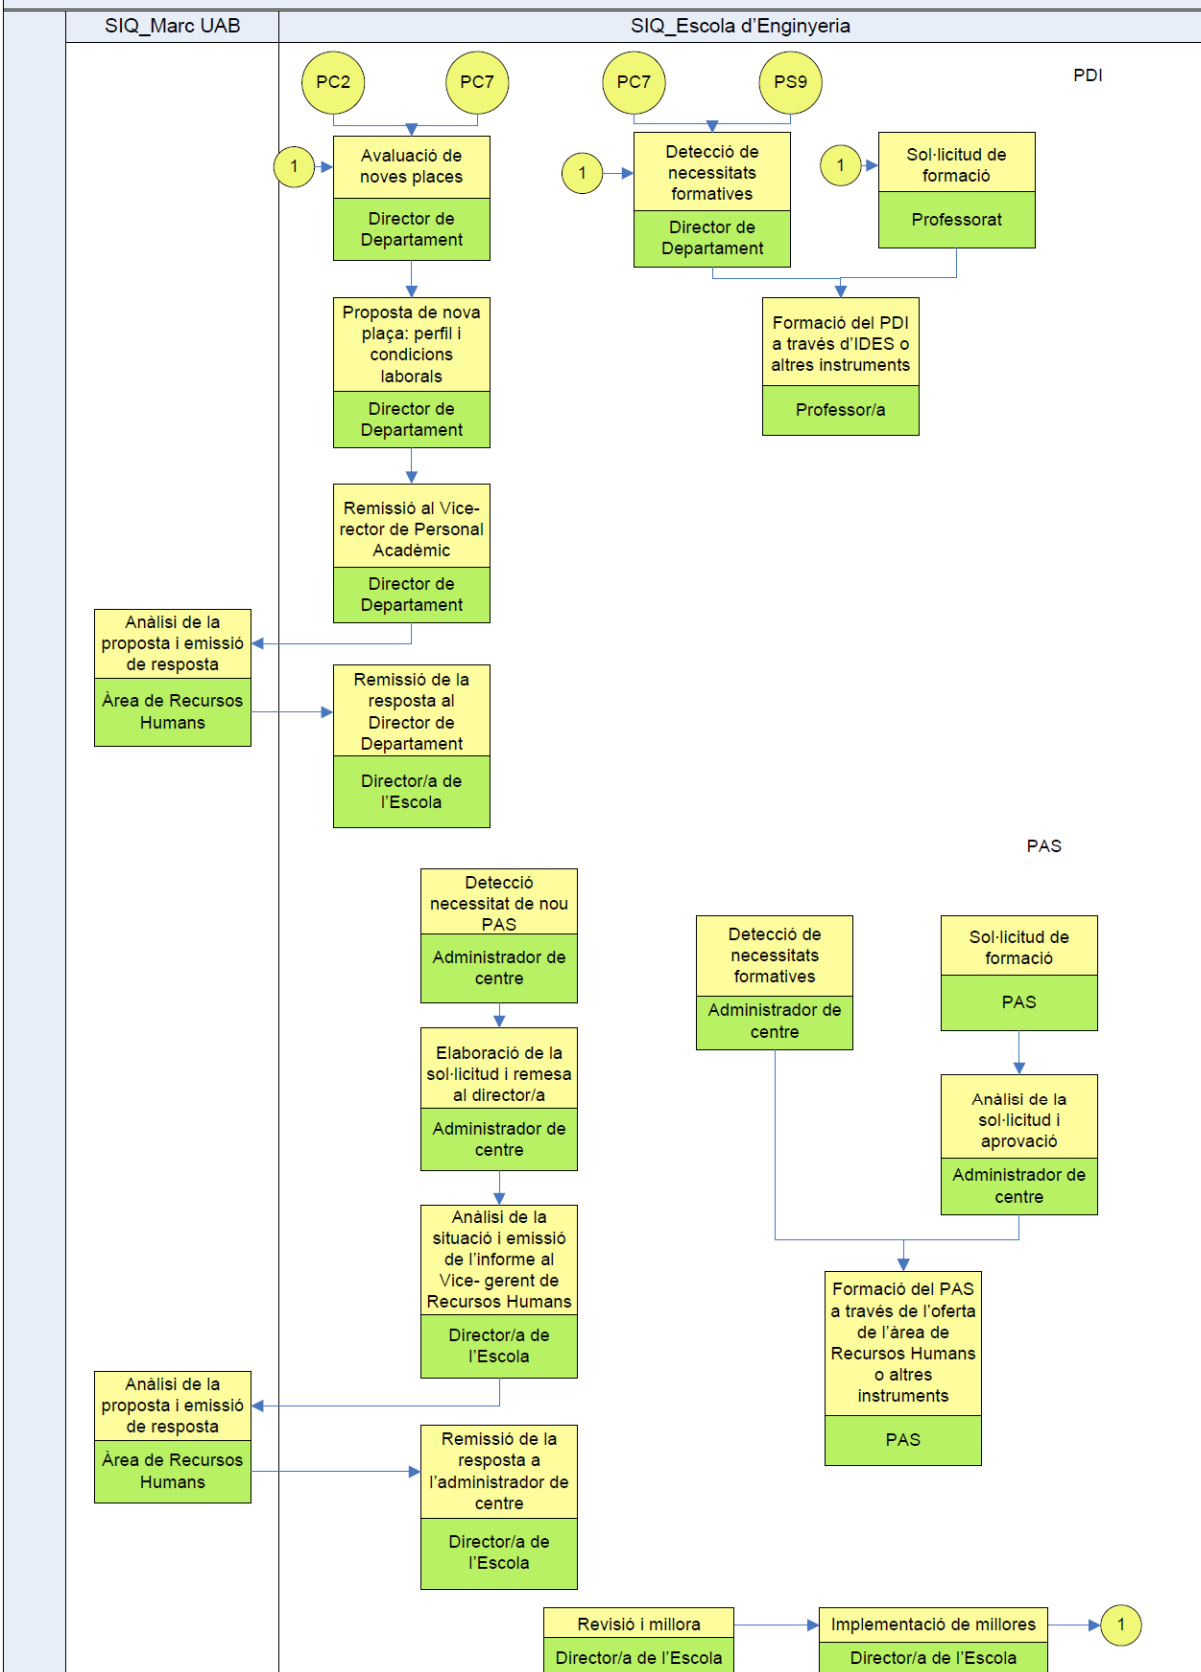 SIQ_Marc UAB
SIQ_Escola d'Enginyeria
PC2
PC7
PC7
PS9
PDI
1
Avaluació de
noves places
Director de
Departament
1
Detecció de
necessitats
formatives
Director de
Departament
1
Sol·licitud de
formació
Professorat
Proposta de nova
plaça: perfil i
condicions
laborals
Director de
Departament
Formació del PDI
a través d'IDES o
altres instruments
Professor/a
Remissió al Vice-
rector de Personal
Acadèmic
Director de
Departament
Anàlisi de la
proposta i emissió
de resposta
Àrea de Recursos
Humans
Remissió de la
resposta al
Director de
Departament
Director/a de
l'Escola
PAS
Detecció
necessitat de nou
PAS
Administrador de
centre
Detecció de
necessitats
formatives
Administrador de
centre
Sol·licitud de
formació
PAS
Elaboració de la
sol·licitud i remesa
al director/a
Administrador de
centre
Anàlisi de la
sol·licitud i
aprovació
Administrador de
centre
Anàlisi de la
situació i emissió
de l'informe al
Vice- gerent de
Recursos Humans
Director/a de
l'Escola
Formació del PAS
a través de l'oferta
de l'àrea de
Recursos Humans
o altres
instruments
PAS
Anàlisi de la
proposta i emissió
de resposta
Àrea de Recursos
Humans
Remissió de la
resposta a
l'administrador de
centre
Director/a de
l'Escola
Revisió i millora
Director/a de l'Escola
Implementació de millores
Director/a de l'Escola
1